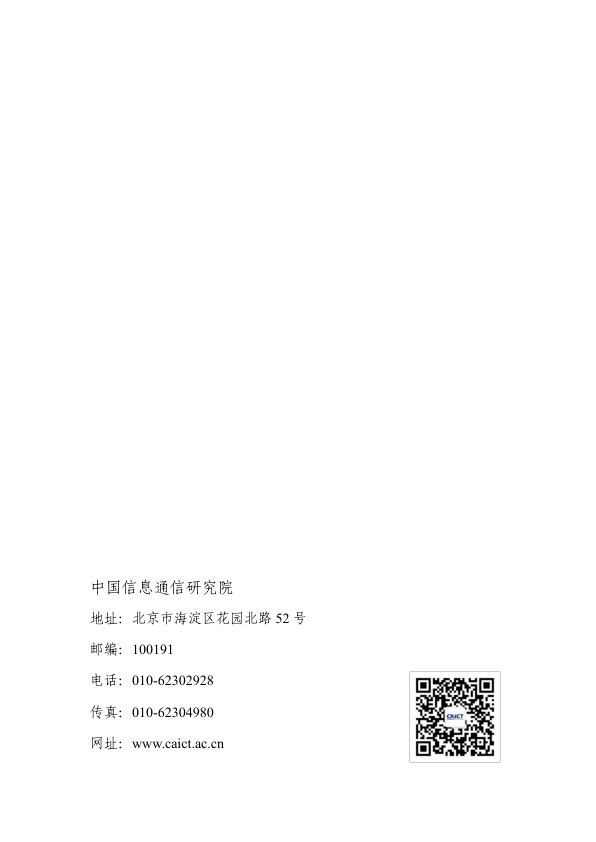 中国信息通信研究院
地址：北京市海淀区花园北路 52 号
邮编：100191
电话：010-62302928
传真：010-62304980
网址：www.caict.ac.cn
CAICT